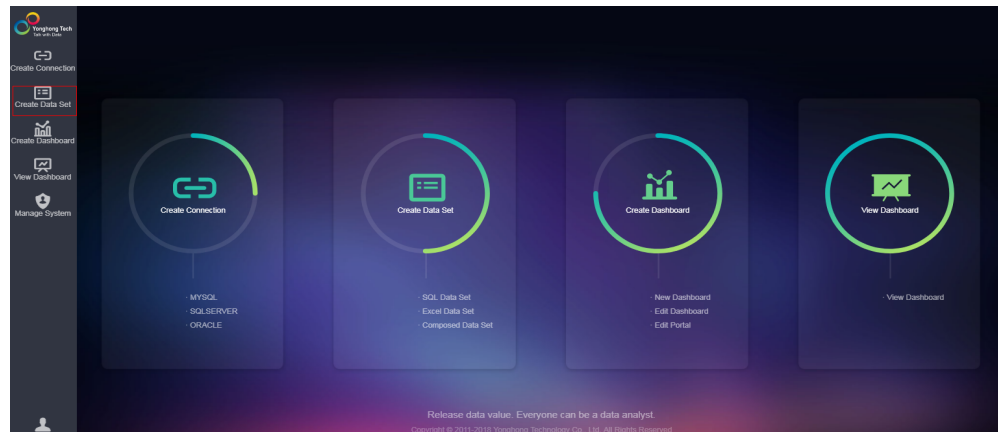 Yonghong Tech
Talk with Data
Create Connection
Create Data Set
Create Dashboard
View Dashboard
Manage System
Create Connection
· MYSQL
· SQLSERVER
· ORACLE
Create Data Set
· SQL Data Set
· Excel Data Set
· Composed Data Set
Create Dashboard
· New Dashboard
· Edit Dashboard
· Edit Portal
View Dashboard
· View Dashboard
Release data value. Everyone can be a data analyst.
Copyright © 2011-2018 Yonghong Technology Co., Ltd. All Rights Reserved